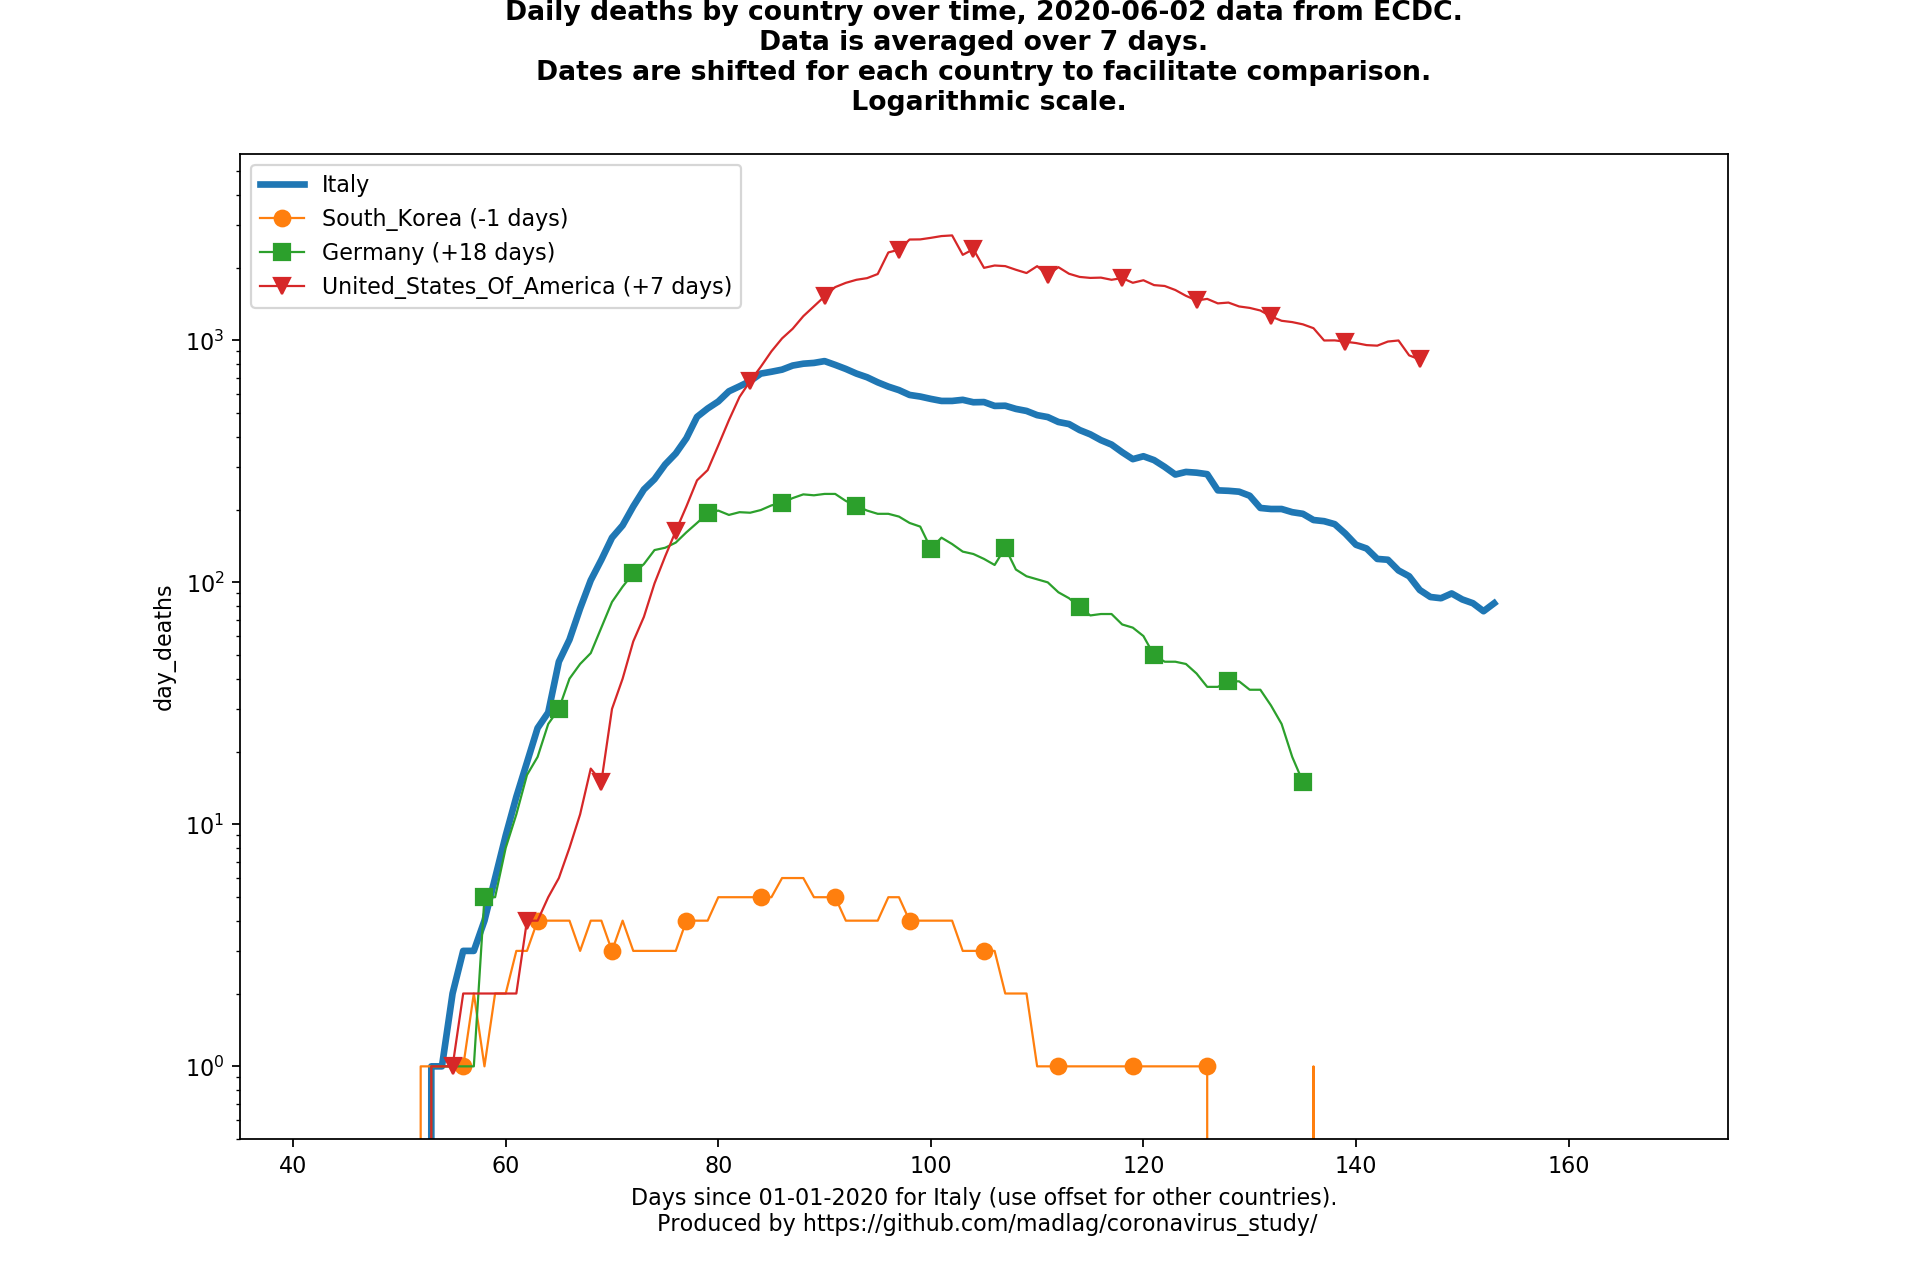 Daily deaths by country over time, 2020-06-02 data from ECDC.
Data is averaged over 7 days.
Dates are shifted for each country to facilitate comparison.
Logarithmic scale.
Italy
South_Korea (-1 days)
Germany (+18 days)
United_States_Of_America (+7 days)
day_deaths
10³
10²
10¹
10⁰
40 60 80 100 120 140 160
Days since 01-01-2020 for Italy (use offset for other countries).
Produced by https://github.com/madlag/coronavirus_study/